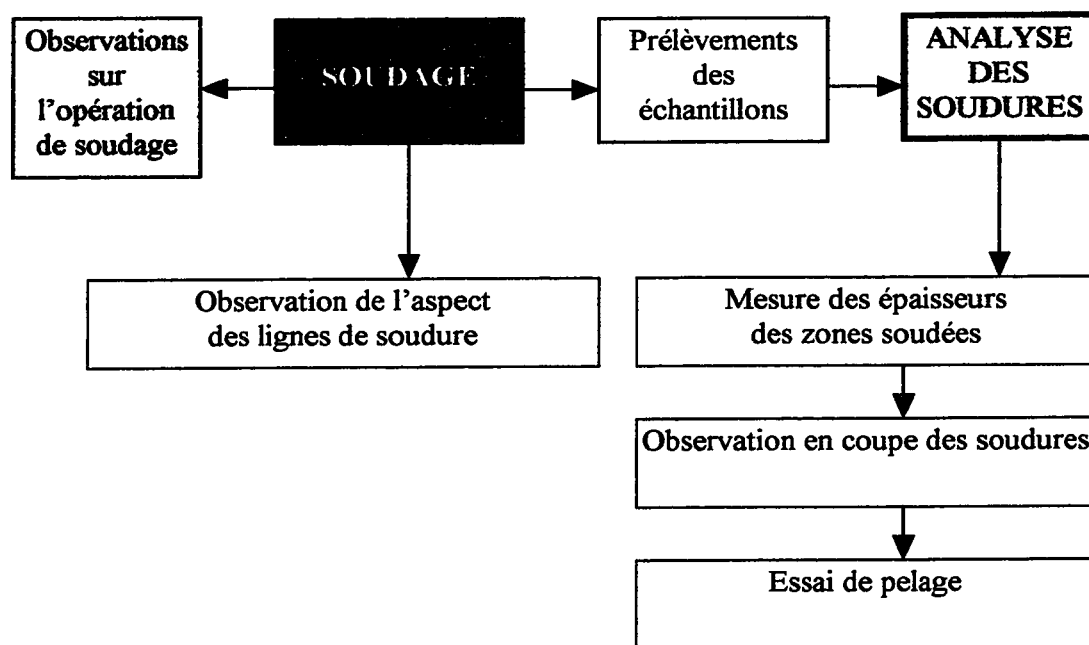 Observations
sur
l'opération
de soudage
SOUDAGE
Prélèvements
des
échantillons
ANALYSE
DES
SOUDURES
Observation de l'aspect
des lignes de soudure
Mesure des épaisseurs
des zones soudées
Observation en coupe des soudures
Essai de pelage